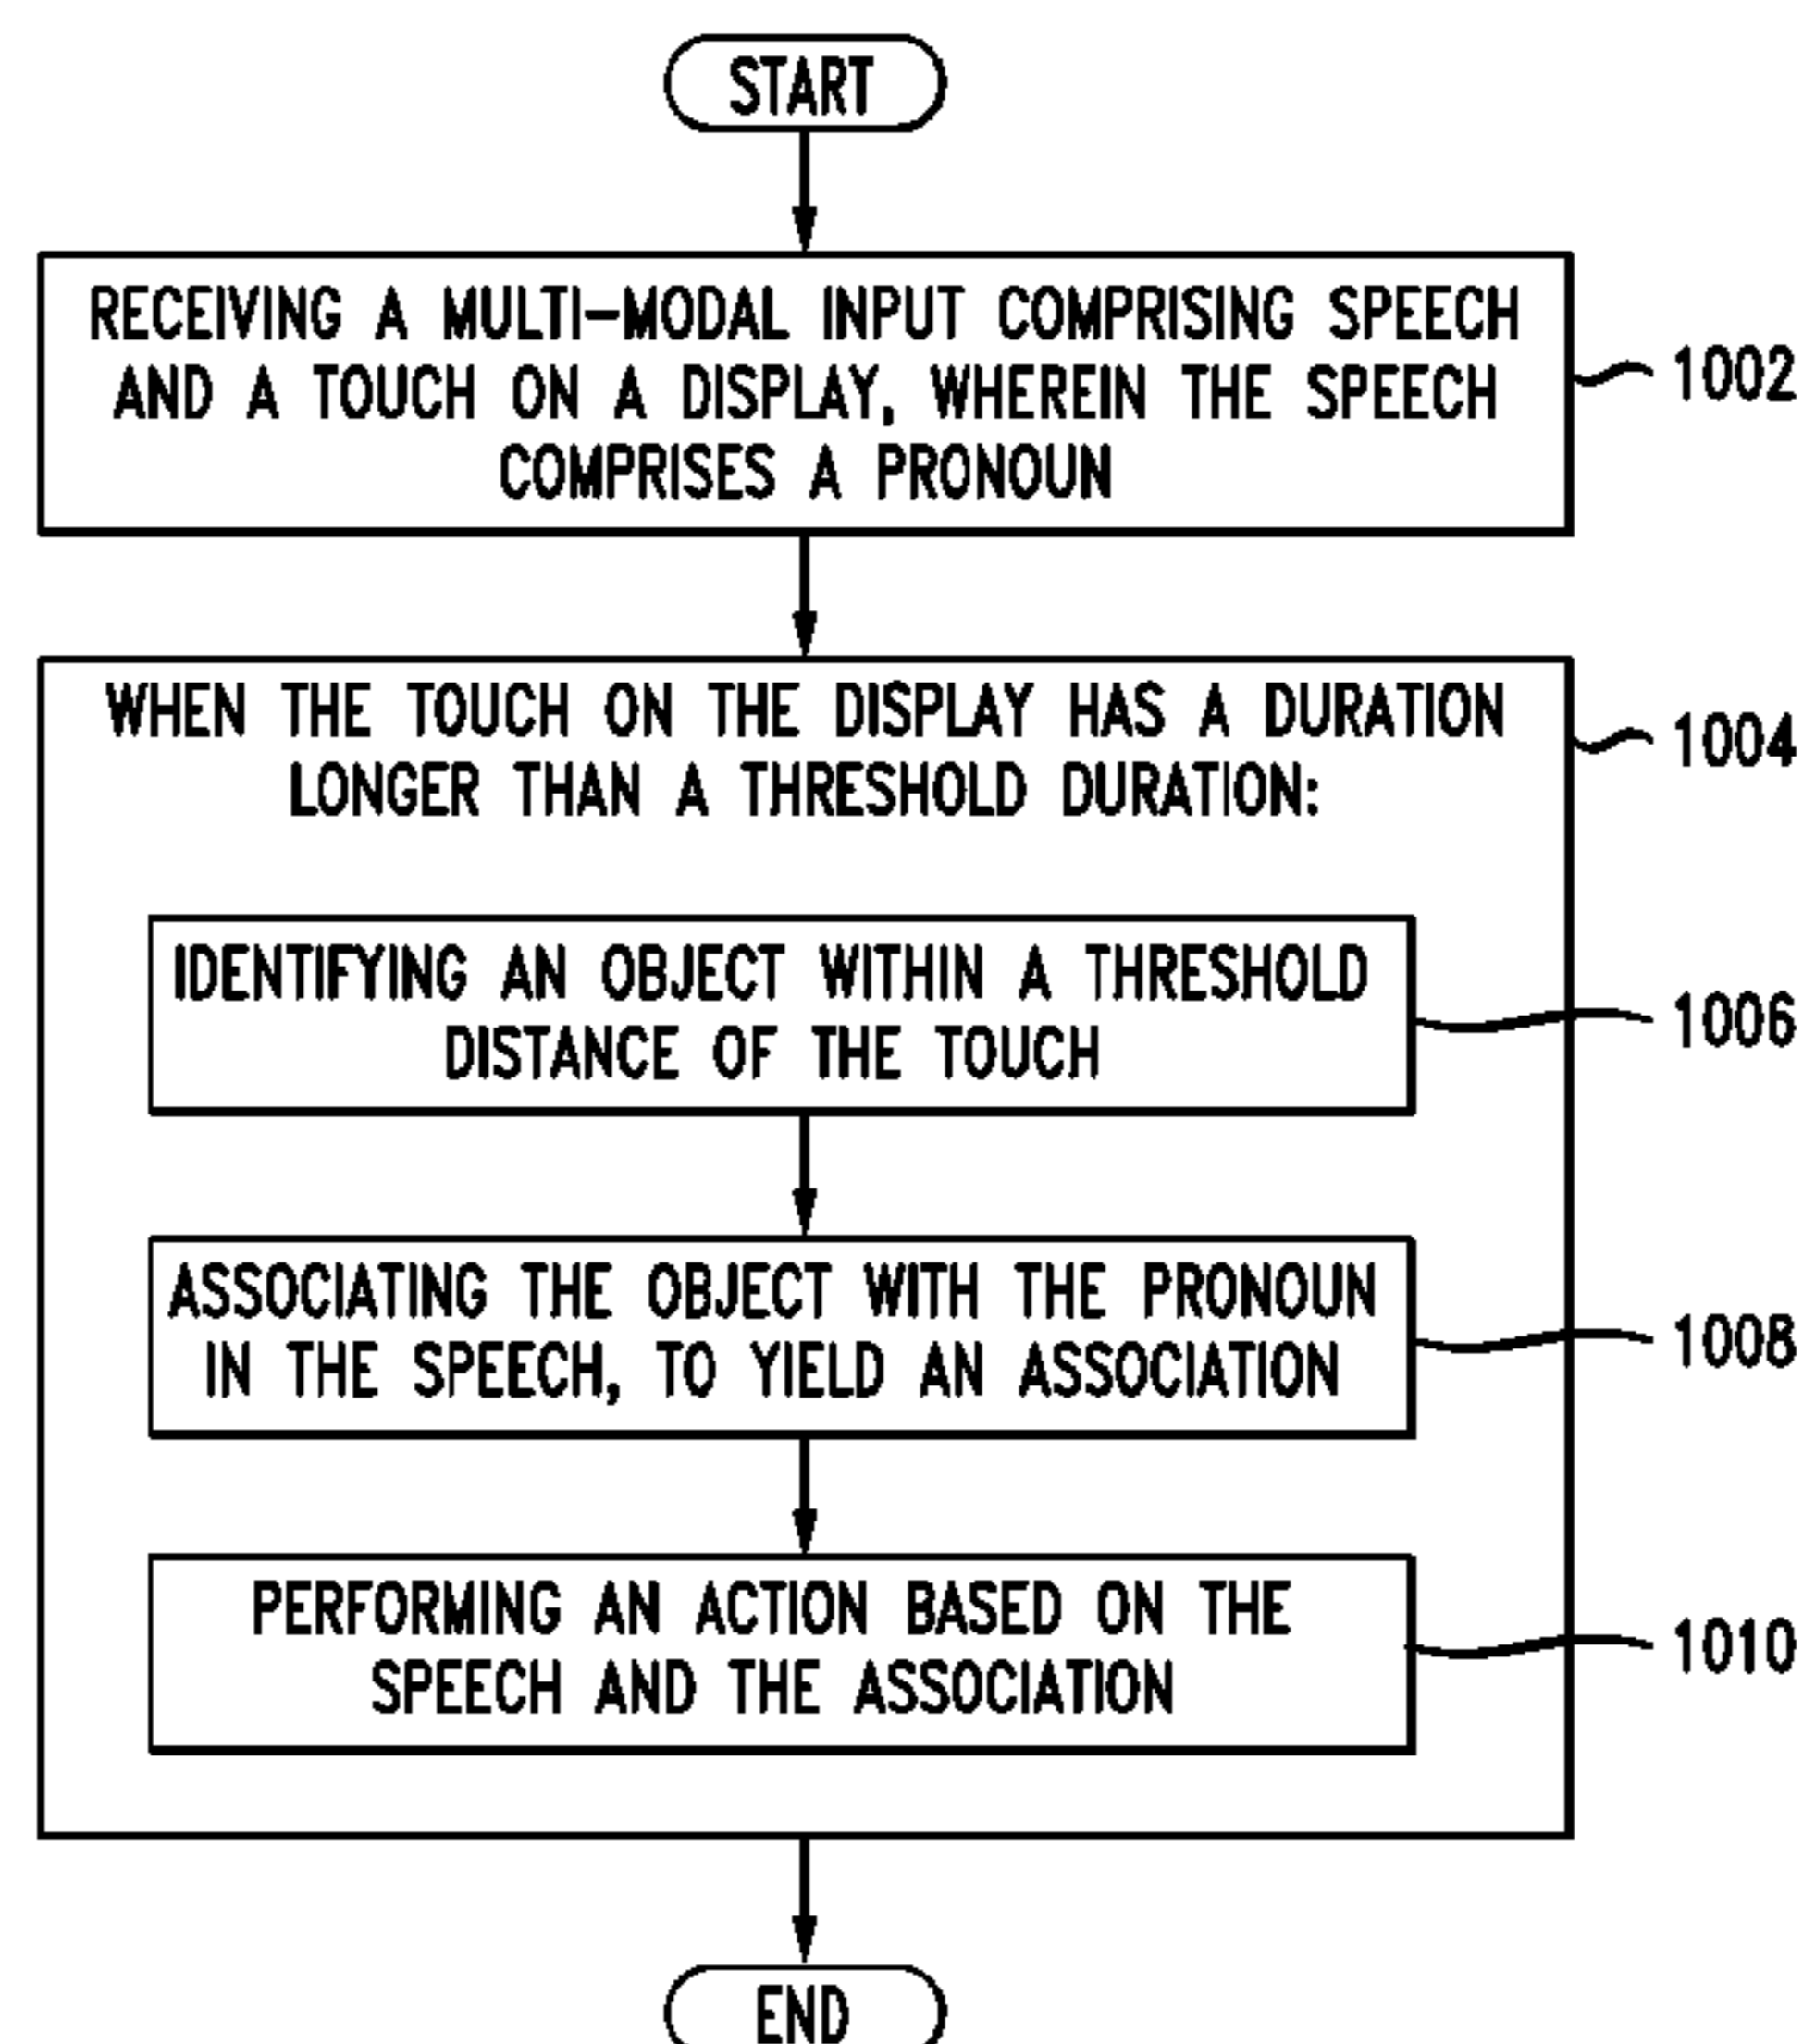 START
RECEIVING A MULTI-MODAL INPUT COMPRISING SPEECH
AND A TOUCH ON A DISPLAY, WHEREIN THE SPEECH
COMPRISES A PRONOUN
1002
WHEN THE TOUCH ON THE DISPLAY HAS A DURATION
LONGER THAN A THRESHOLD DURATION:
1004
IDENTIFYING AN OBJECT WITHIN A THRESHOLD
DISTANCE OF THE TOUCH
1006
ASSOCIATING THE OBJECT WITH THE PRONOUN
IN THE SPEECH, TO YIELD AN ASSOCIATION
1008
PERFORMING AN ACTION BASED ON THE
SPEECH AND THE ASSOCIATION
1010
END